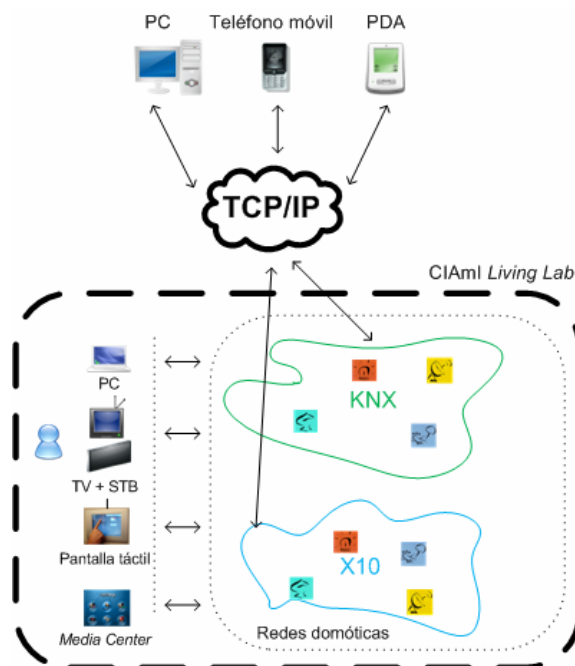 PC
Teléfono móvil
PDA
TCP/IP
CIAmI Living Lab
PC
KNX
TV + STB
Pantalla táctil
X10
Media Center
Redes domóticas